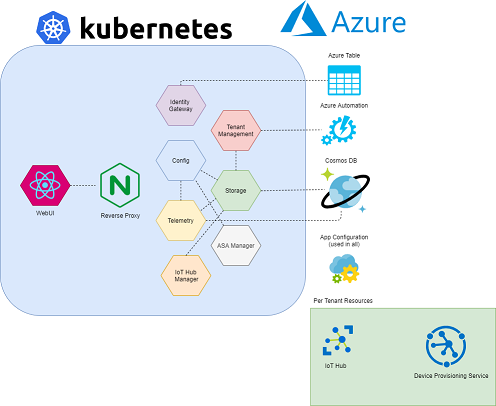 kubernetes
Azure
Azure Table
Identity
Gateway
Azure Automation
Tenant
Management
Config
Cosmos DB
WebUI
N
Reverse Proxy
Storage
Telemetry
App Configuration
(used in all)
ASA Manager
IoT Hub
Manager
Per Tenant Resources
IoT Hub
Device Provisioning Service